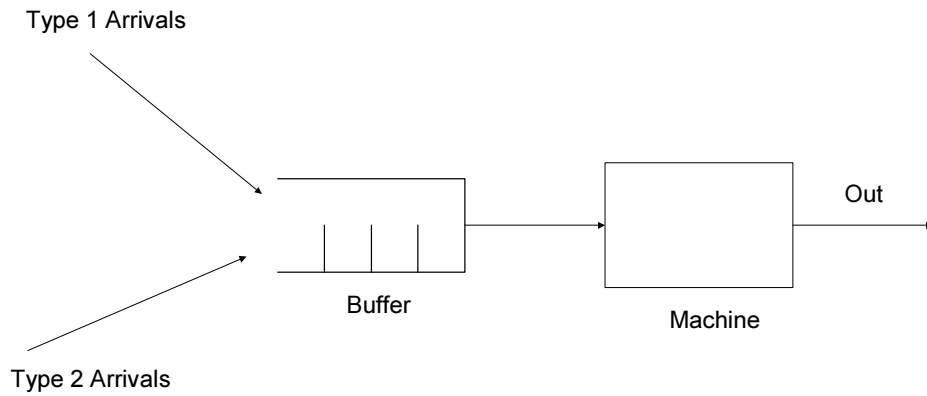 Type 1 Arrivals
Out
Buffer
Machine
Type 2 Arrivals